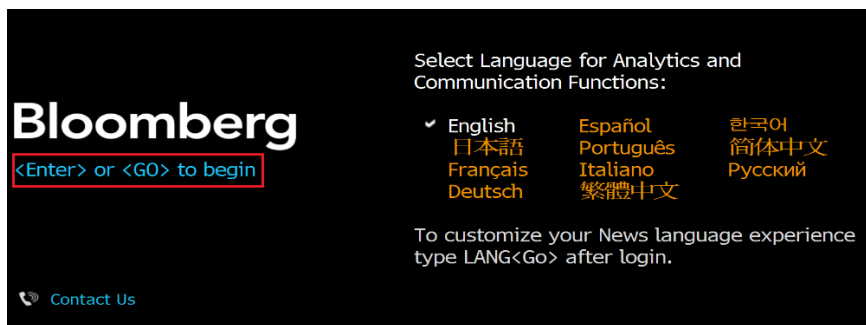 Bloomberg
<Enter> or <GO> to begin
Contact Us
Select Language for Analytics and
Communication Functions:
English Español 한국어
日本語 Português 简体中文
Français Italiano Русский
Deutsch 繁體中文
To customize your News language experience
type LANG<Go> after login.